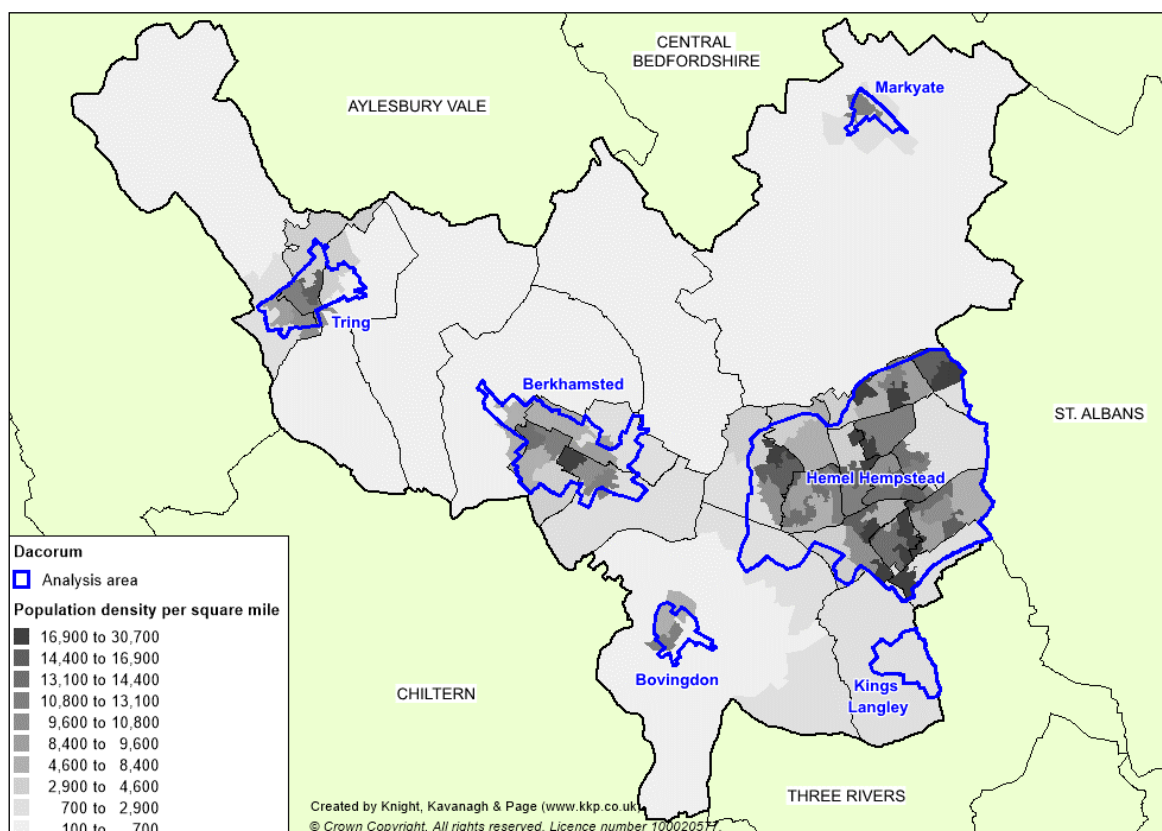 CENTRAL
BEDFORDSHIRE
Markyate
AYLESBURY VALE
Tring
Berkhamsted
ST. ALBANS
Hemel Hempstead
Dacorum
Analysis area
Population density per square mile
16,900 to 30,700
14,400 to 16,900
13,100 to 14,400
10,800 to 13,100
9,600 to 10,800
8,400 to 9,600
4,600 to 8,400
2,900 to 4,600
700 to 2,900
100 to 700
Bovingdon
Kings
Langley
CHILTERN
THREE RIVERS
Created by Knight, Kavanagh & Page (www.kkp.co.uk)
© Crown Copyright. All rights reserved. Licence number 100020577.